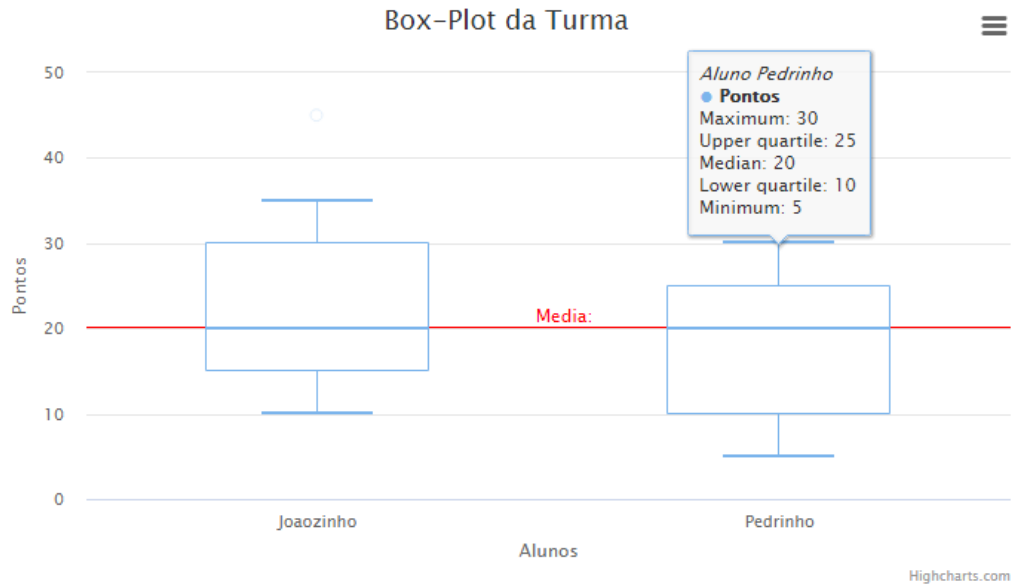 Box-Plot da Turma
Aluno Pedrinho
Pontos
Maximum: 30
Upper quartile: 25
Median: 20
Lower quartile: 10
Minimum: 5
50
40
30
20
10
0
Pontos
Media:
Joaozinho
Pedrinho
Alunos
Highcharts.com